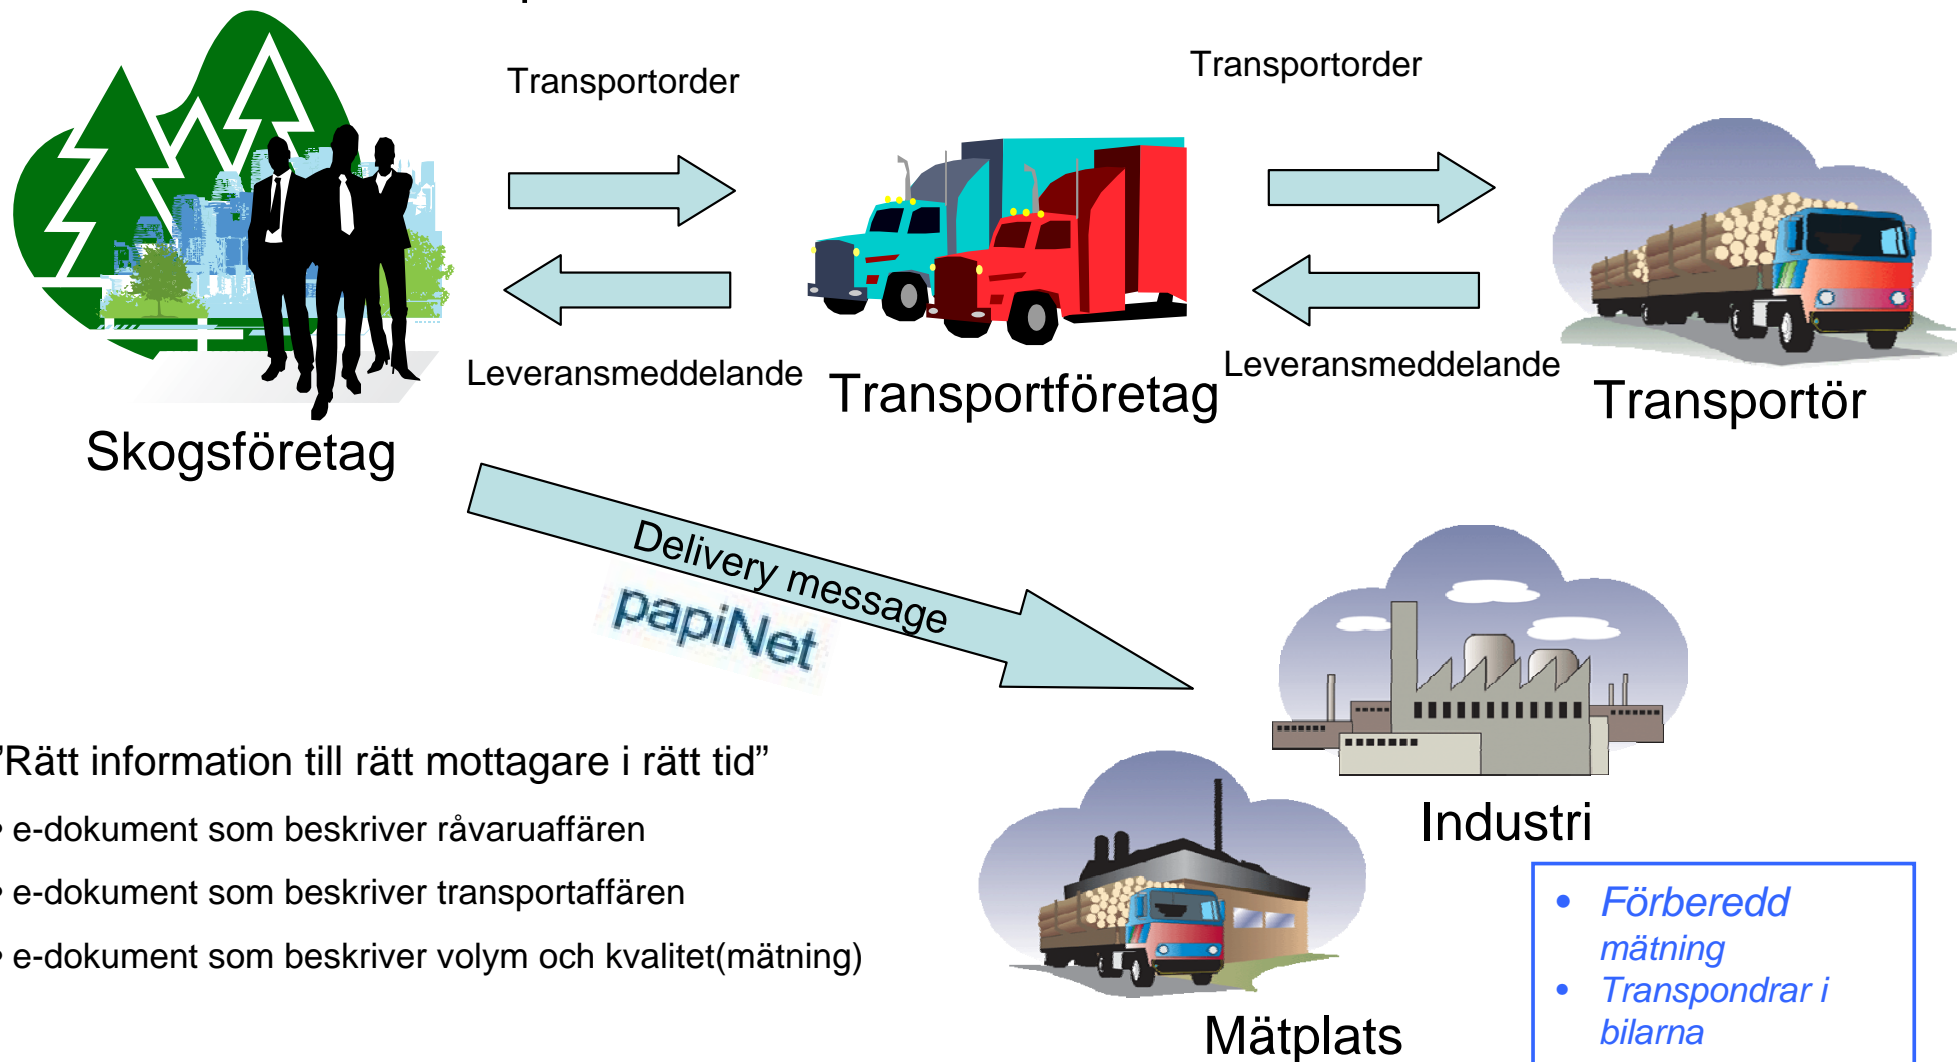 Transportorder
Transportorder
Leveransmeddelande
Leveransmeddelande
Transportföretag
Transportör
Skogsföretag
Delivery message
papiNet
"Rätt information till rätt mottagare i rätt tid”
• e-dokument som beskriver råvaruaffären
• e-dokument som beskriver transportaffären
• e-dokument som beskriver volym och kvalitet(mätning)
Industri
Mätplats
• Förberedd
mätning
• Transpondrar i
bilarna